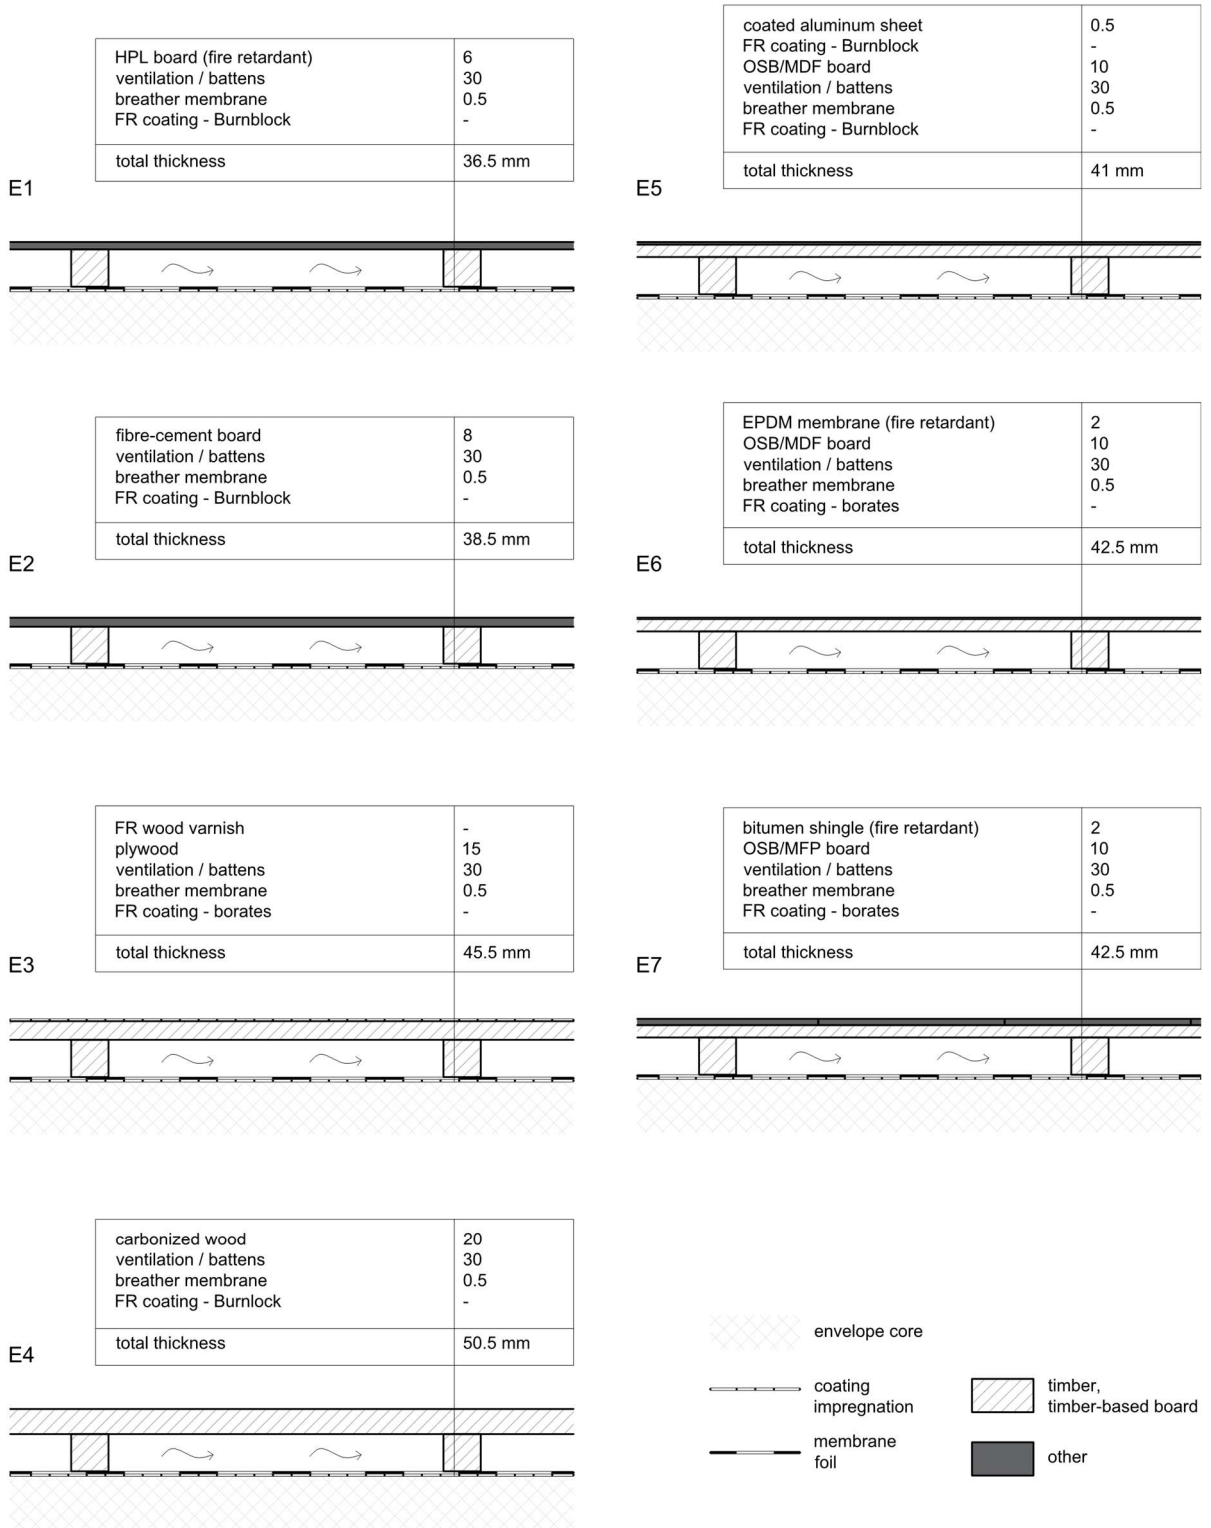 HPL board (fire retardant) 6
ventilation / battens 30
breather membrane 0.5
FR coating - Burnblock -
total thickness 36.5 mm
E1
fibre-cement board 8
ventilation / battens 30
breather membrane 0.5
FR coating - Burnblock -
total thickness 38.5 mm
E2
FR wood varnish -
plywood 15
ventilation / battens 30
breather membrane 0.5
FR coating - borates -
total thickness 45.5 mm
E3
carbonized wood 20
ventilation / battens 30
breather membrane 0.5
FR coating - Burnlock -
total thickness 50.5 mm
E4
coated aluminum sheet 0.5
FR coating - Burnblock -
OSB/MDF board 10
ventilation / battens 30
breather membrane 0.5
FR coating - Burnblock -
total thickness 41 mm
E5
EPDM membrane (fire retardant) 2
OSB/MDF board 10
ventilation / battens 30
breather membrane 0.5
FR coating - borates -
total thickness 42.5 mm
E6
bitumen shingle (fire retardant) 2
OSB/MFP board 10
ventilation / battens 30
breather membrane 0.5
FR coating - borates -
total thickness 42.5 mm
E7
envelope core
coating
impregnation
membrane
foil
timber,
timber-based board
other